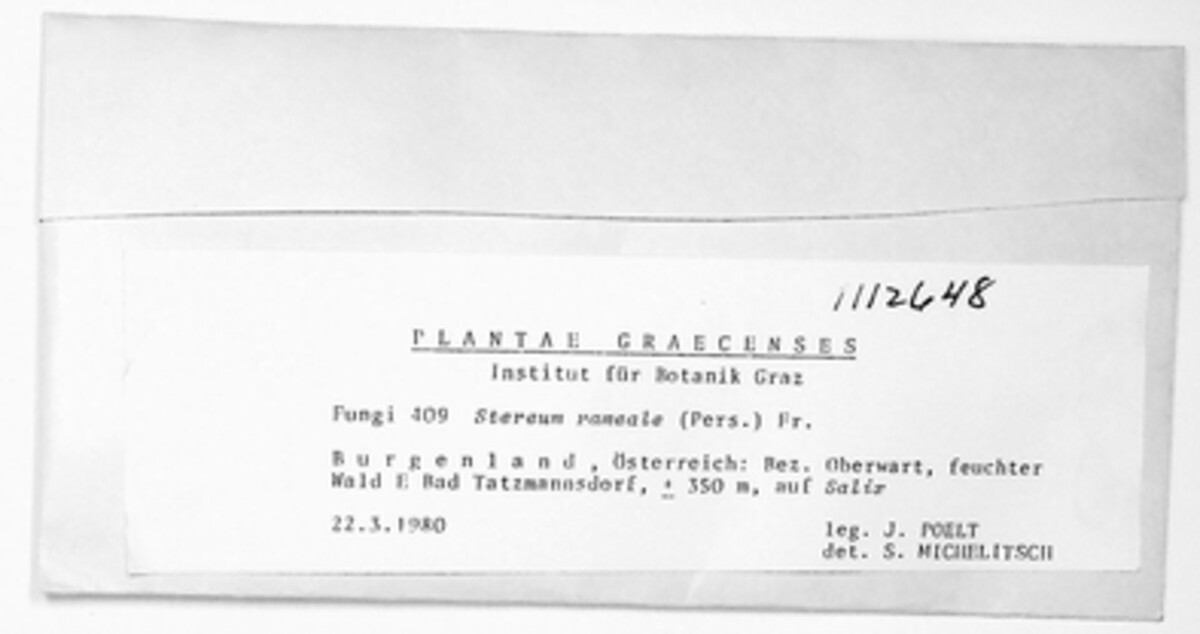 1112648
PLANTAE GRAECENSES
Institut für Botanik Graz
Fungi 409 Stereum rameale (Pers.) Fr.
Burgenland, Österreich: Bez. Oberwart, feuchter
Wald E Bad Tatzmannsdorf, ± 350 m, auf Salix
22.3.1980
leg. J. POELT
det. S. MICHELITSCH